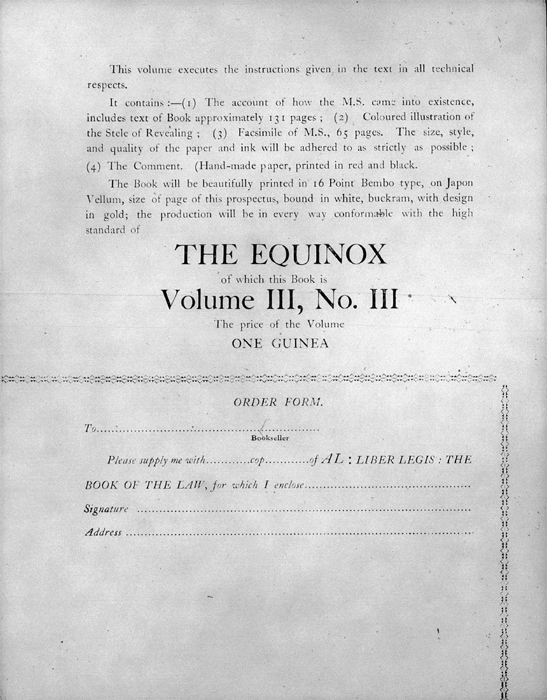 This volume executes the instructions given in the text in all technical
respects.
It contains :—(1) The account of how the M.S. came into existence,
includes text of Book approximately 131 pages ; (2) Coloured illustration of
the Stele of Revealing ; (3) Facsimile of M.S., 65 pages. The size, style,
and quality of the paper and ink will be adhered to as strictly as possible ;
(4) The Comment. (Hand-made paper, printed in red and black.
The Book will be beautifully printed in 16 Point Bembo type, on Japon
Vellum, size of page of this prospectus, bound in white, buckram, with design
in gold; the production will be in every way conformable with the high
standard of
THE EQUINOX
of which this Book is
Volume III, No. III
The price of the Volume
ONE GUINEA
ORDER FORM.
To..............................................................
Bookseller
Please supply me with...........cop...........of AL : LIBER LEGIS : THE
BOOK OF THE LAW, for which I enclose..........................................
Signature ..................................................................................
Address .....................................................................................